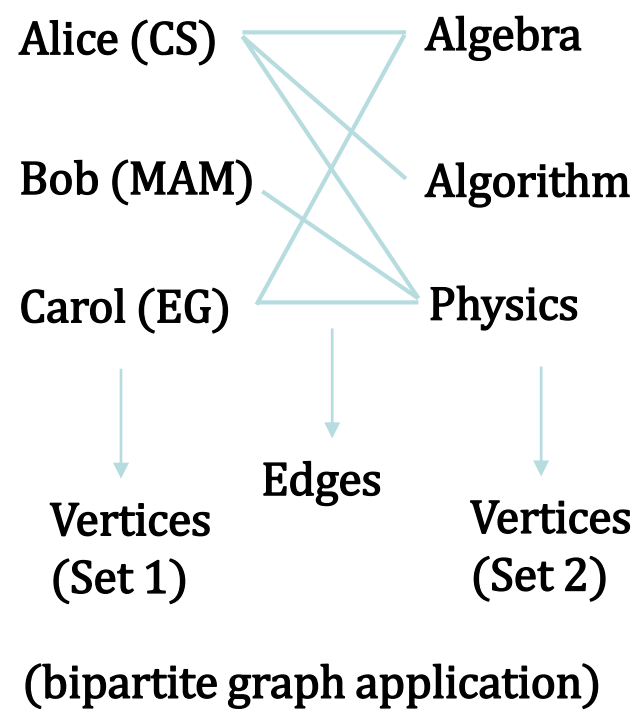 Alice (CS) Algebra
Bob (MAM) Algorithm
Carol (EG) Physics
Edges
Vertices (Set 1)
Vertices (Set 2)
(bipartite graph application)